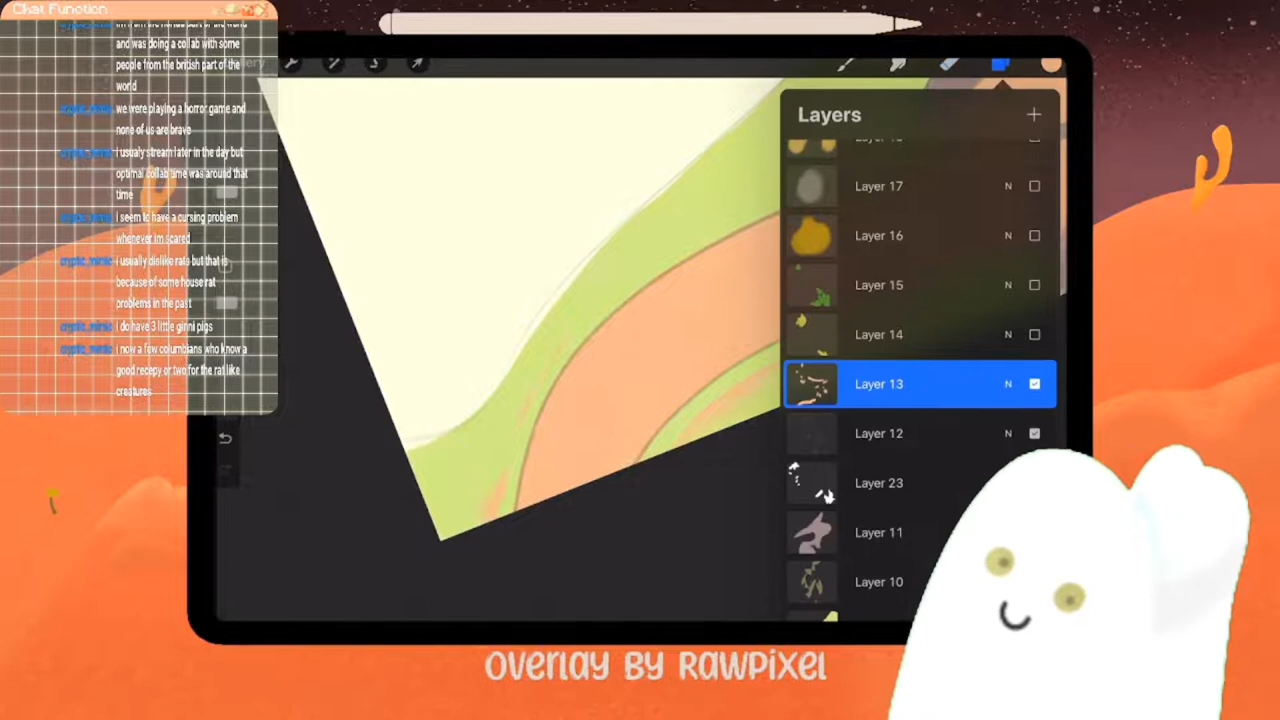 Chat Function
and was doing a collab with some
people from the british part of the
world
we were playing a horror game and
none of us are brave
i usualy stream later in the day but
optimal collab time was around that
time
i seem to have a cursing problem
whenever im scared
cryptic_mimic i usually dislike rats but that is
because of some house rat
problems in the past
cryptic_mimic i do have 3 little ginni pigs
cryptic_mimic i now a few columbians who know a
good recepy or two for the rat like
creatures
Layers
Layer 17 N
Layer 16 N
Layer 15 N
Layer 14 N
Layer 13 N
Layer 12 N
Layer 23
Layer 11
Layer 10
OVERLAY BY RAWPIXEL